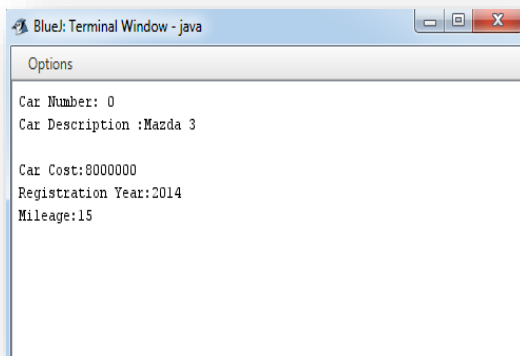 BlueJ: Terminal Window - java
Options
Car Number: 0
Car Description :Mazda 3
Car Cost:8000000
Registration Year:2014
Mileage:15